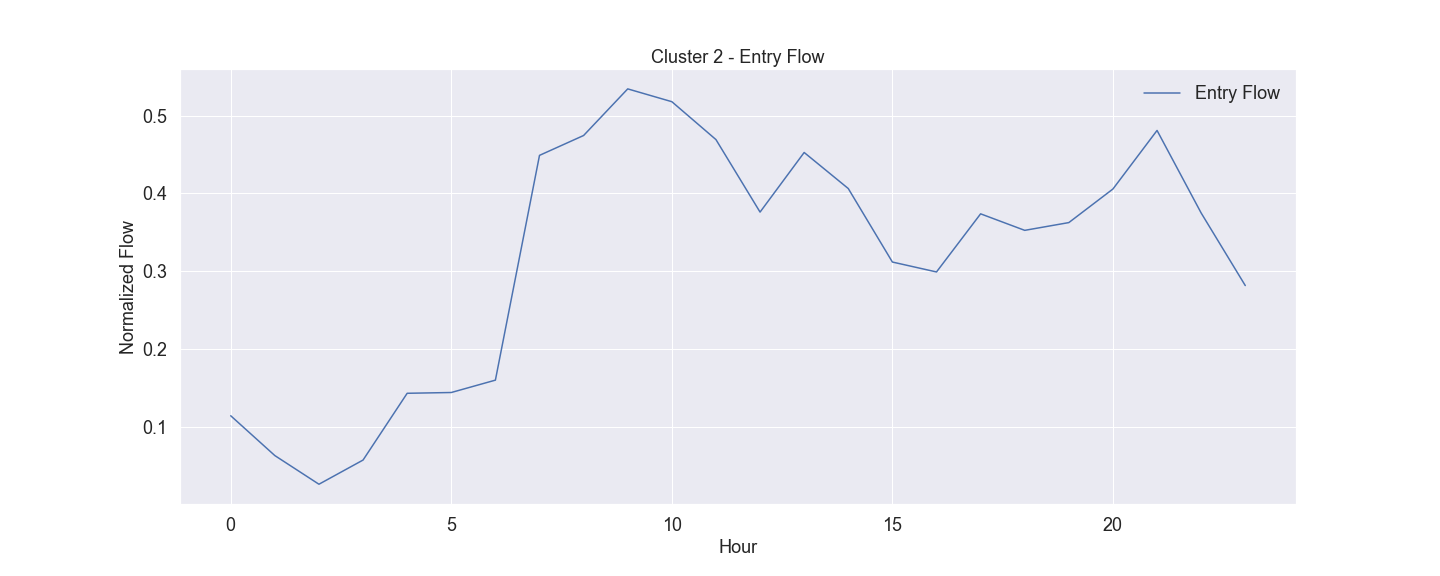 Cluster 2 - Entry Flow
Entry Flow
Normalized Flow
0.5
0.4
0.3
0.2
0.1
0 5 10 15 20
Hour